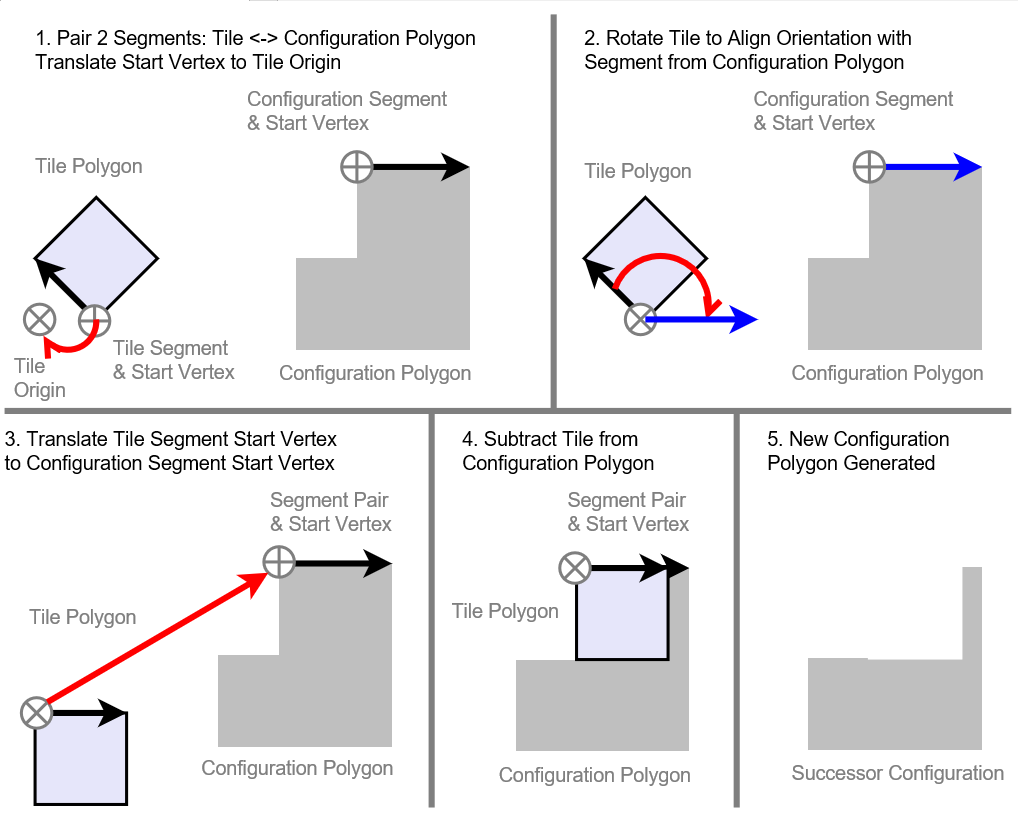 1. Pair 2 Segments: Tile <-> Configuration Polygon
Translate Start Vertex to Tile Origin
Configuration Segment
& Start Vertex
Tile Polygon
Tile Segment
& Start Vertex
Tile
Origin
Configuration Polygon
2. Rotate Tile to Align Orientation with
Segment from Configuration Polygon
Configuration Segment
& Start Vertex
Tile Polygon
Configuration Polygon
3. Translate Tile Segment Start Vertex
to Configuration Segment Start Vertex
Segment Pair
& Start Vertex
Tile Polygon
Configuration Polygon
4. Subtract Tile from
Configuration Polygon
Segment Pair
& Start Vertex
Tile Polygon
Configuration Polygon
5. New Configuration
Polygon Generated
Successor Configuration